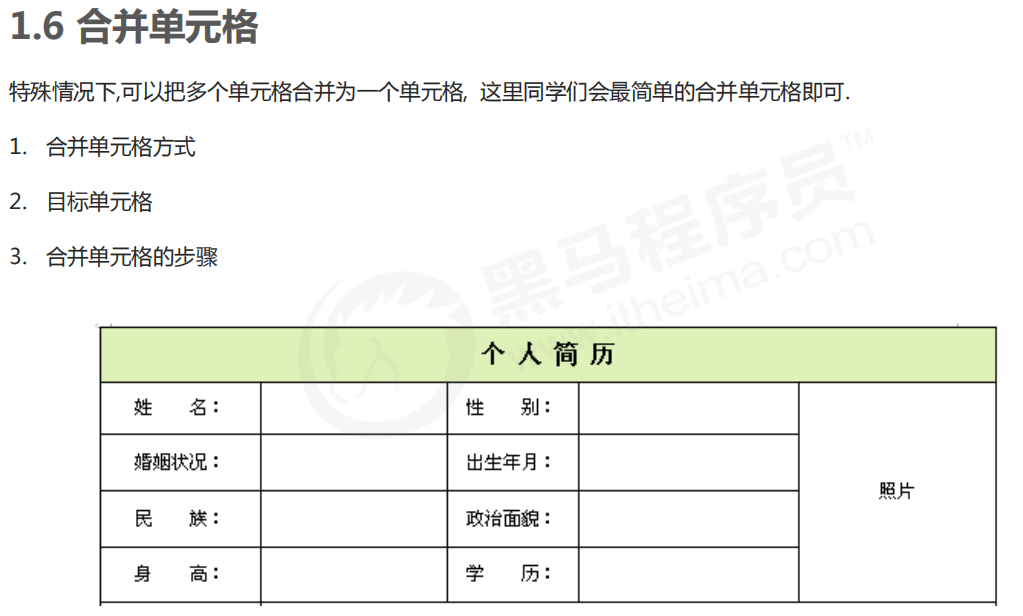 1.6 合并单元格
特殊情况下,可以把多个单元格合并为一个单元格, 这里同学们会最简单的合并单元格即可.
1. 合并单元格方式
2. 目标单元格
3. 合并单元格的步骤
黑马程序员™
www.itheima.com
个人简历
姓 名： 性 别：
婚姻状况： 出生年月：
照片
民 族： 政治面貌：
身 高： 学 历：